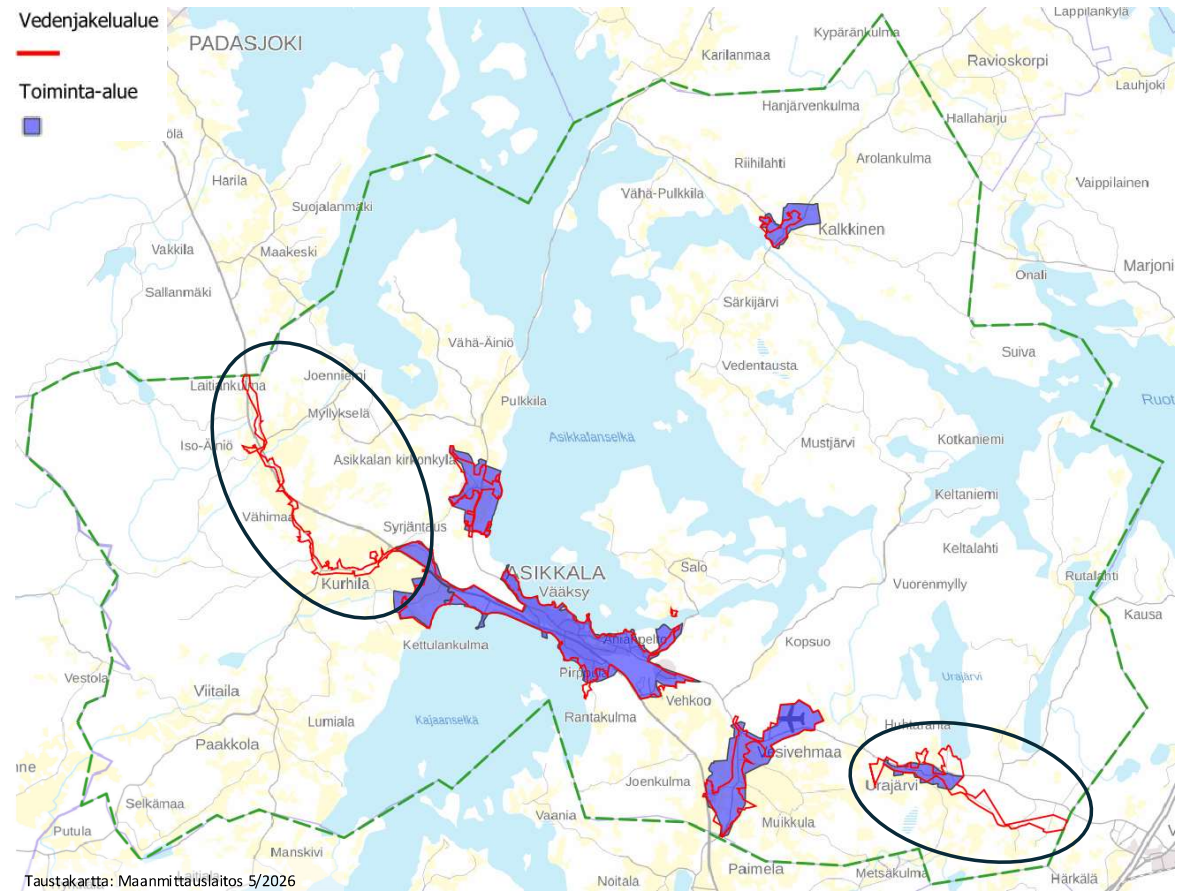 Vedenjakelualue
Toiminta-alue
PADASJOKI
Lappilankylä
Kypäränkulma
Karilanmaa
Ravioskorpi
Lauhjoki
Hanjärvenkulma
Hallaharju
ölä
Riihilahti
Arolankulma
Harila
Vähä-Pulkkila
Vaippilainen
Suojalanmäki
Kalkkinen
Vakkila
Maakeski
Marjoni
Onali
Sallanmäki
Särkijärvi
Vähä-Äiniö
Suiva
Vedentausta
Laitiankulma
Joenniemi
Pulkkila
Ruot
Myllykselä
Asikkalanselkä
Mustjärvi
Kotkaniemi
Iso-Äiniö
Asikkalan kirkonkylä
Keltaniemi
Vähimaa
Syrjäntaus
Keltalahti
ASIKKALA
Salo
Kurhila
Vääksy
Vuorenmylly
Rutalahti
Kausa
Kettulankulma
Anianpelto
Kopsuo
Vestola
Urajärvi
Viitaila
Vehkoo
Lumiala
Kajaanselkä
Rantakulma
Huhtaranta
Paakkola
Vesivehmaa
nne
Joenkulma
Urajärvi
Selkämaa
Vaania
Muikkula
Putula
Manskivi
Paimela
Noitala
Härkälä
Metsäkulma
Taustakartta: Maanmittauslaitos 5/2026